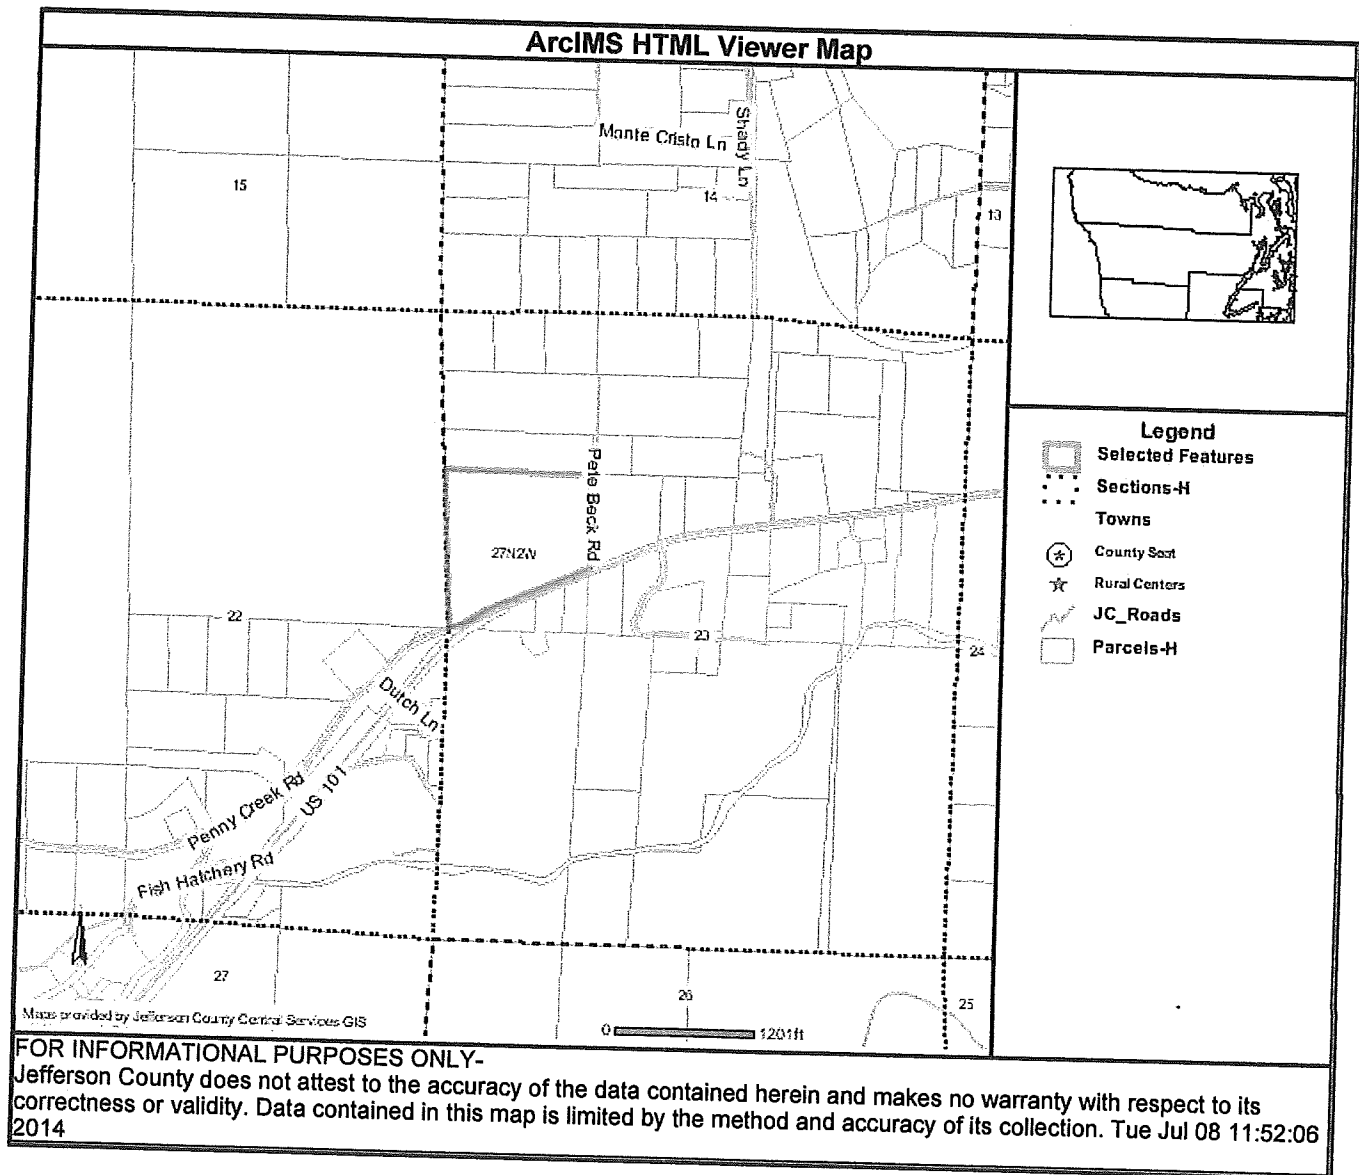 ArcIMS HTML Viewer Map
Monte Cristo Ln
Shady Ln
15
14
13
Pete Beck Rd
27N2W
22
23
24
Dutch Ln
US 101
Penny Creek Rd
Fish Hatchery Rd
27
26
25
Maps provided by Jefferson County Central Services GIS
0 1201ft
Legend
Selected Features
Sections-H
Towns
County Seat
Rural Centers
JC_Roads
Parcels-H
FOR INFORMATIONAL PURPOSES ONLY-
Jefferson County does not attest to the accuracy of the data contained herein and makes no warranty with respect to its
correctness or validity. Data contained in this map is limited by the method and accuracy of its collection. Tue Jul 08 11:52:06
2014